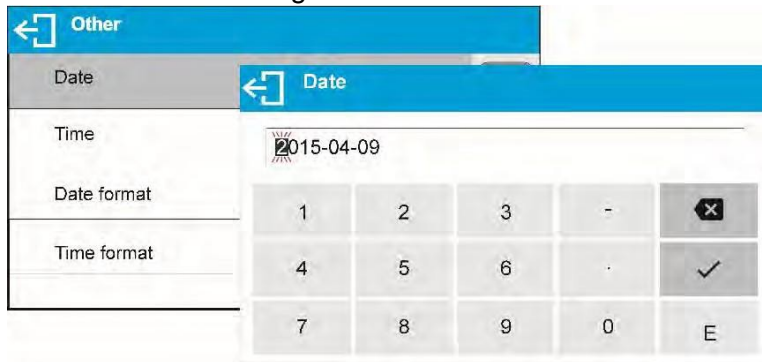 Other
Date
Time
Date format
Time format
Date
2015-04-09
1 2 3 -
4 5 6 .
7 8 9 0 E